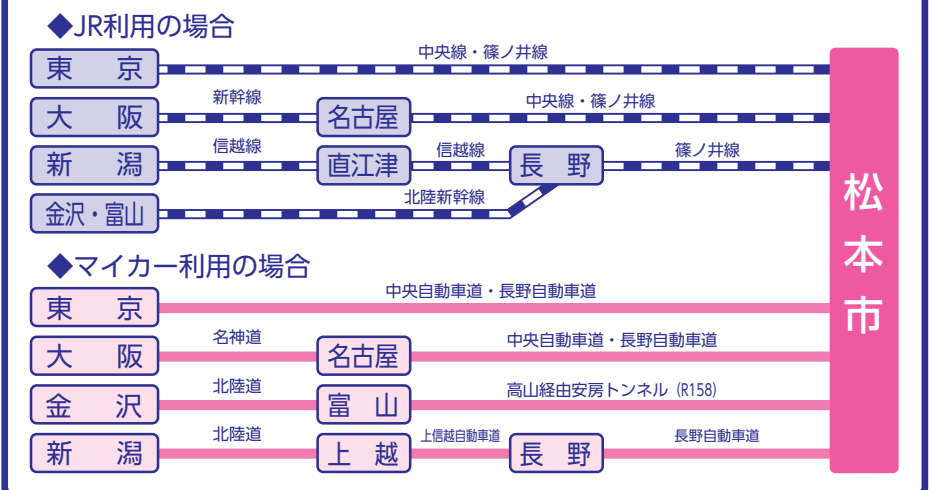 ◆JR利用の場合
中央線・篠ノ井線
東 京
新幹線
中央線・篠ノ井線
大 阪
名古屋
信越線
信越線
篠ノ井線
新 潟
直江津
長 野
北陸新幹線
金沢・富山
◆マイカー利用の場合
中央自動車道・長野自動車道
東 京
名神道
中央自動車道・長野自動車道
大 阪
名古屋
北陸道
高山経由安房トンネル (R158)
金 沢
富 山
北陸道
上信越自動車道
長野自動車道
新 潟
上 越
長 野
松本市